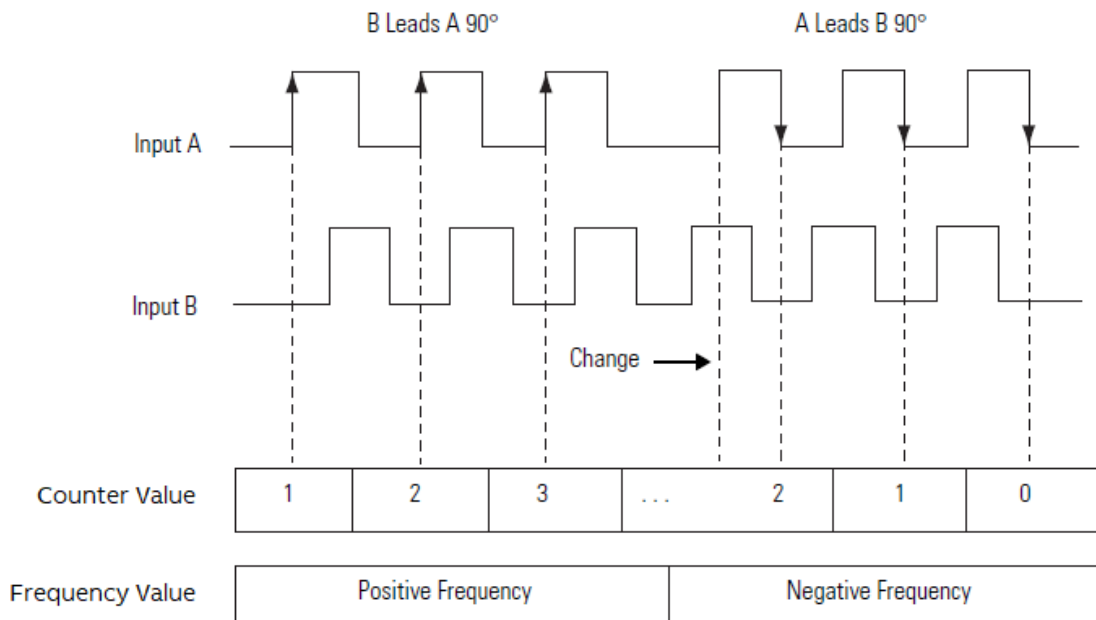 B Leads A 90°
A Leads B 90°
Input A
Input B
Change
Counter Value 1 2 3 ... 2 1 0
Frequency Value Positive Frequency Negative Frequency